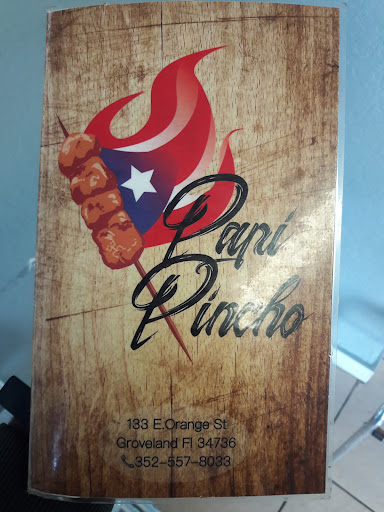 Papi
Pincho
133 E.Orange St
Groveland Fl 34736
352-557-8033